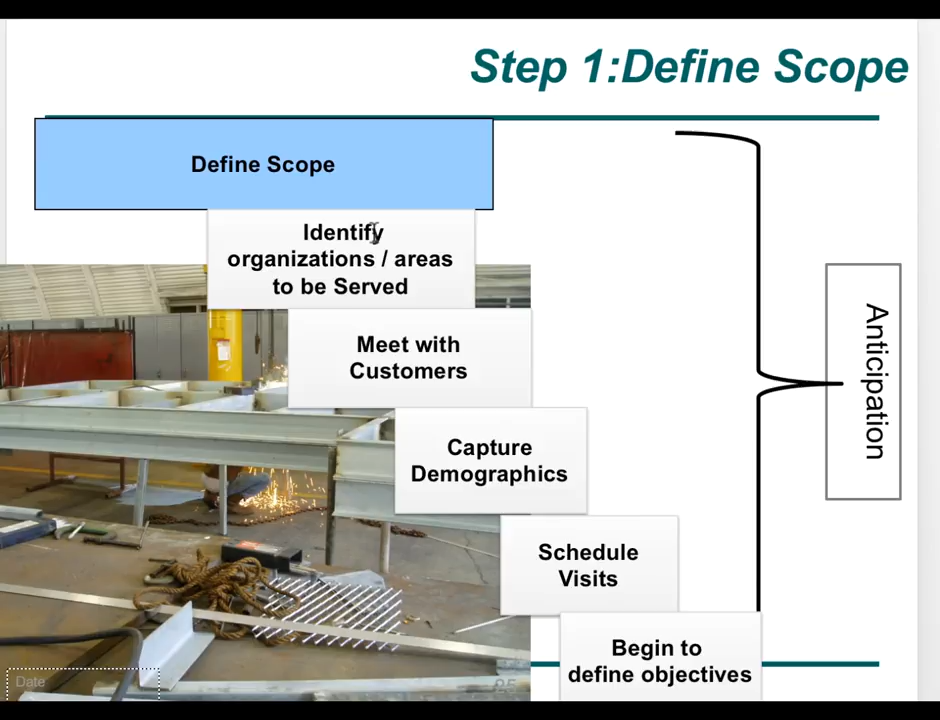 Step 1:Define Scope
Define Scope
Identify
organizations / areas
to be Served
Meet with
Customers
Capture
Demographics
Schedule
Visits
Begin to
define objectives
Anticipation
Date